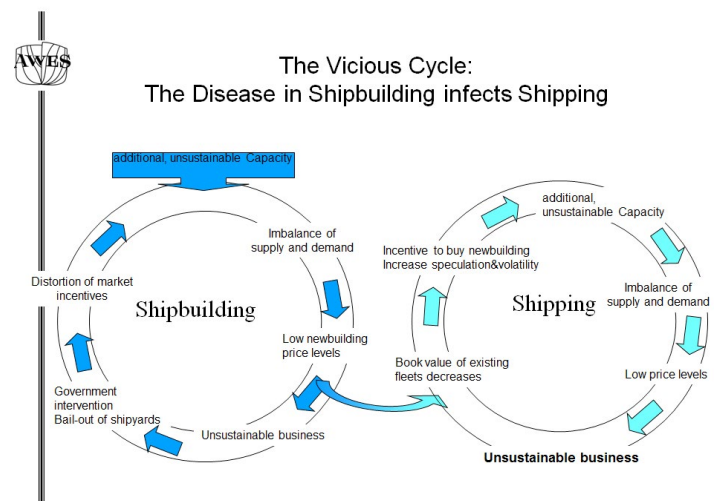 AWES
The Vicious Cycle:
The Disease in Shipbuilding infects Shipping
additional, unsustainable Capacity
Imbalance of
supply and demand
Low newbuilding
price levels
Unsustainable business
Government
intervention
Bail-out of shipyards
Distortion of market
incentives
Shipbuilding
additional,
unsustainable Capacity
Imbalance of
supply and demand
Low price levels
Unsustainable business
Book value of existing
fleets decreases
Incentive to buy newbuilding
Increase speculation&volatility
Shipping